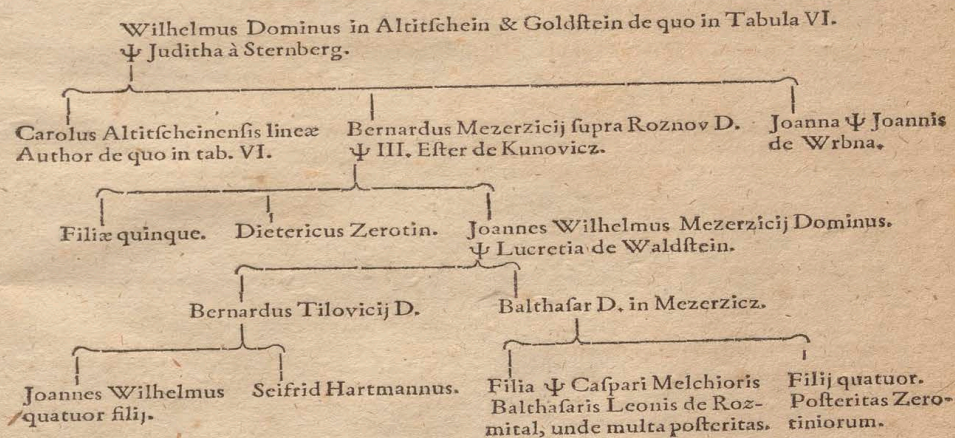 Wilhelmus Dominus in Altitſchein & Goldſtein de quo in Tabula VI.
Ψ Juditha à Sternberg.
Carolus Altitſcheinenſis lineæ
Author de quo in tab. VI.
Bernardus Mezerzicij ſupra Roznov D.
Ψ III. Eſter de Kunovicz.
Joanna Ψ Joannis
de Wrbna.
Filiæ quinque.
Dietericus Zerotin.
Joannes Wilhelmus Mezerzicij Dominus.
Ψ Lucretia de Waldſtein.
Bernardus Tilovicij D.
Balthaſar D. in Mezerzicz.
Joannes Wilhelmus
quatuor filij.
Seifrid Hartmannus.
Filia Ψ Caſpari Melchioris
Balthaſaris Leonis de Roz-
mital, unde multa poſteritas.
Filij quatuor.
Poſteritas Zero-
tiniorum.